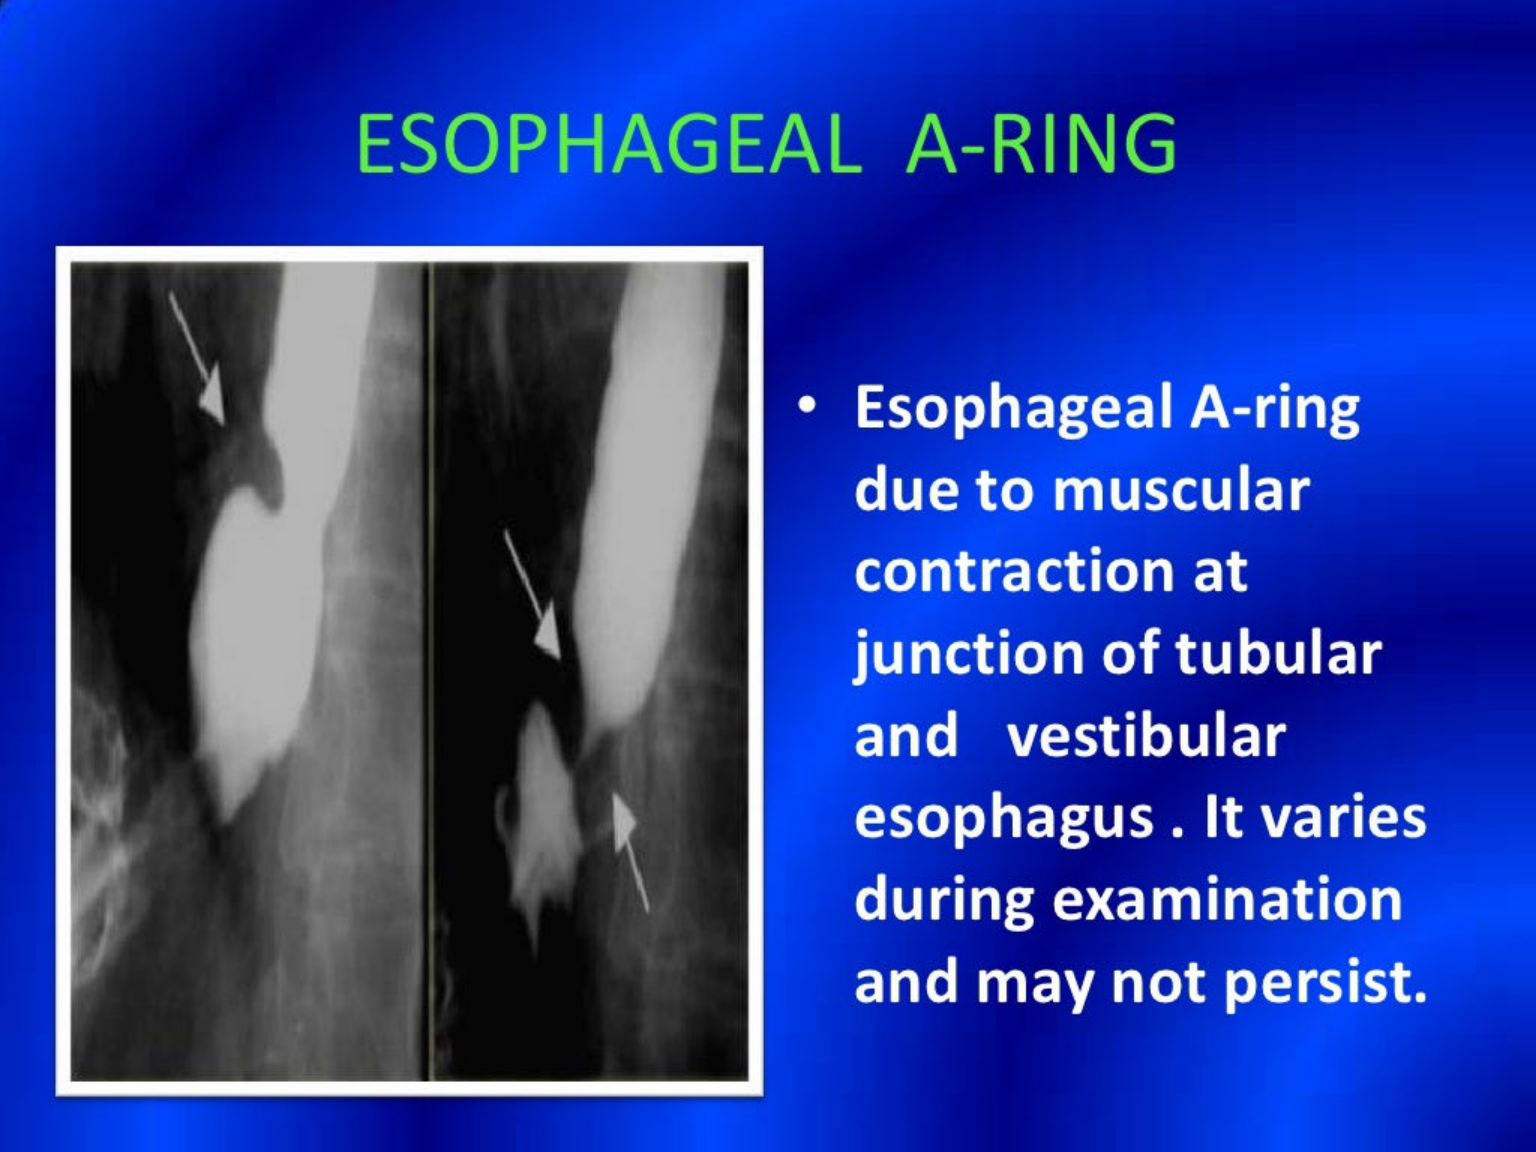 ESOPHAGEAL A-RING
• Esophageal A-ring
due to muscular
contraction at
junction of tubular
and vestibular
esophagus . It varies
during examination
and may not persist.